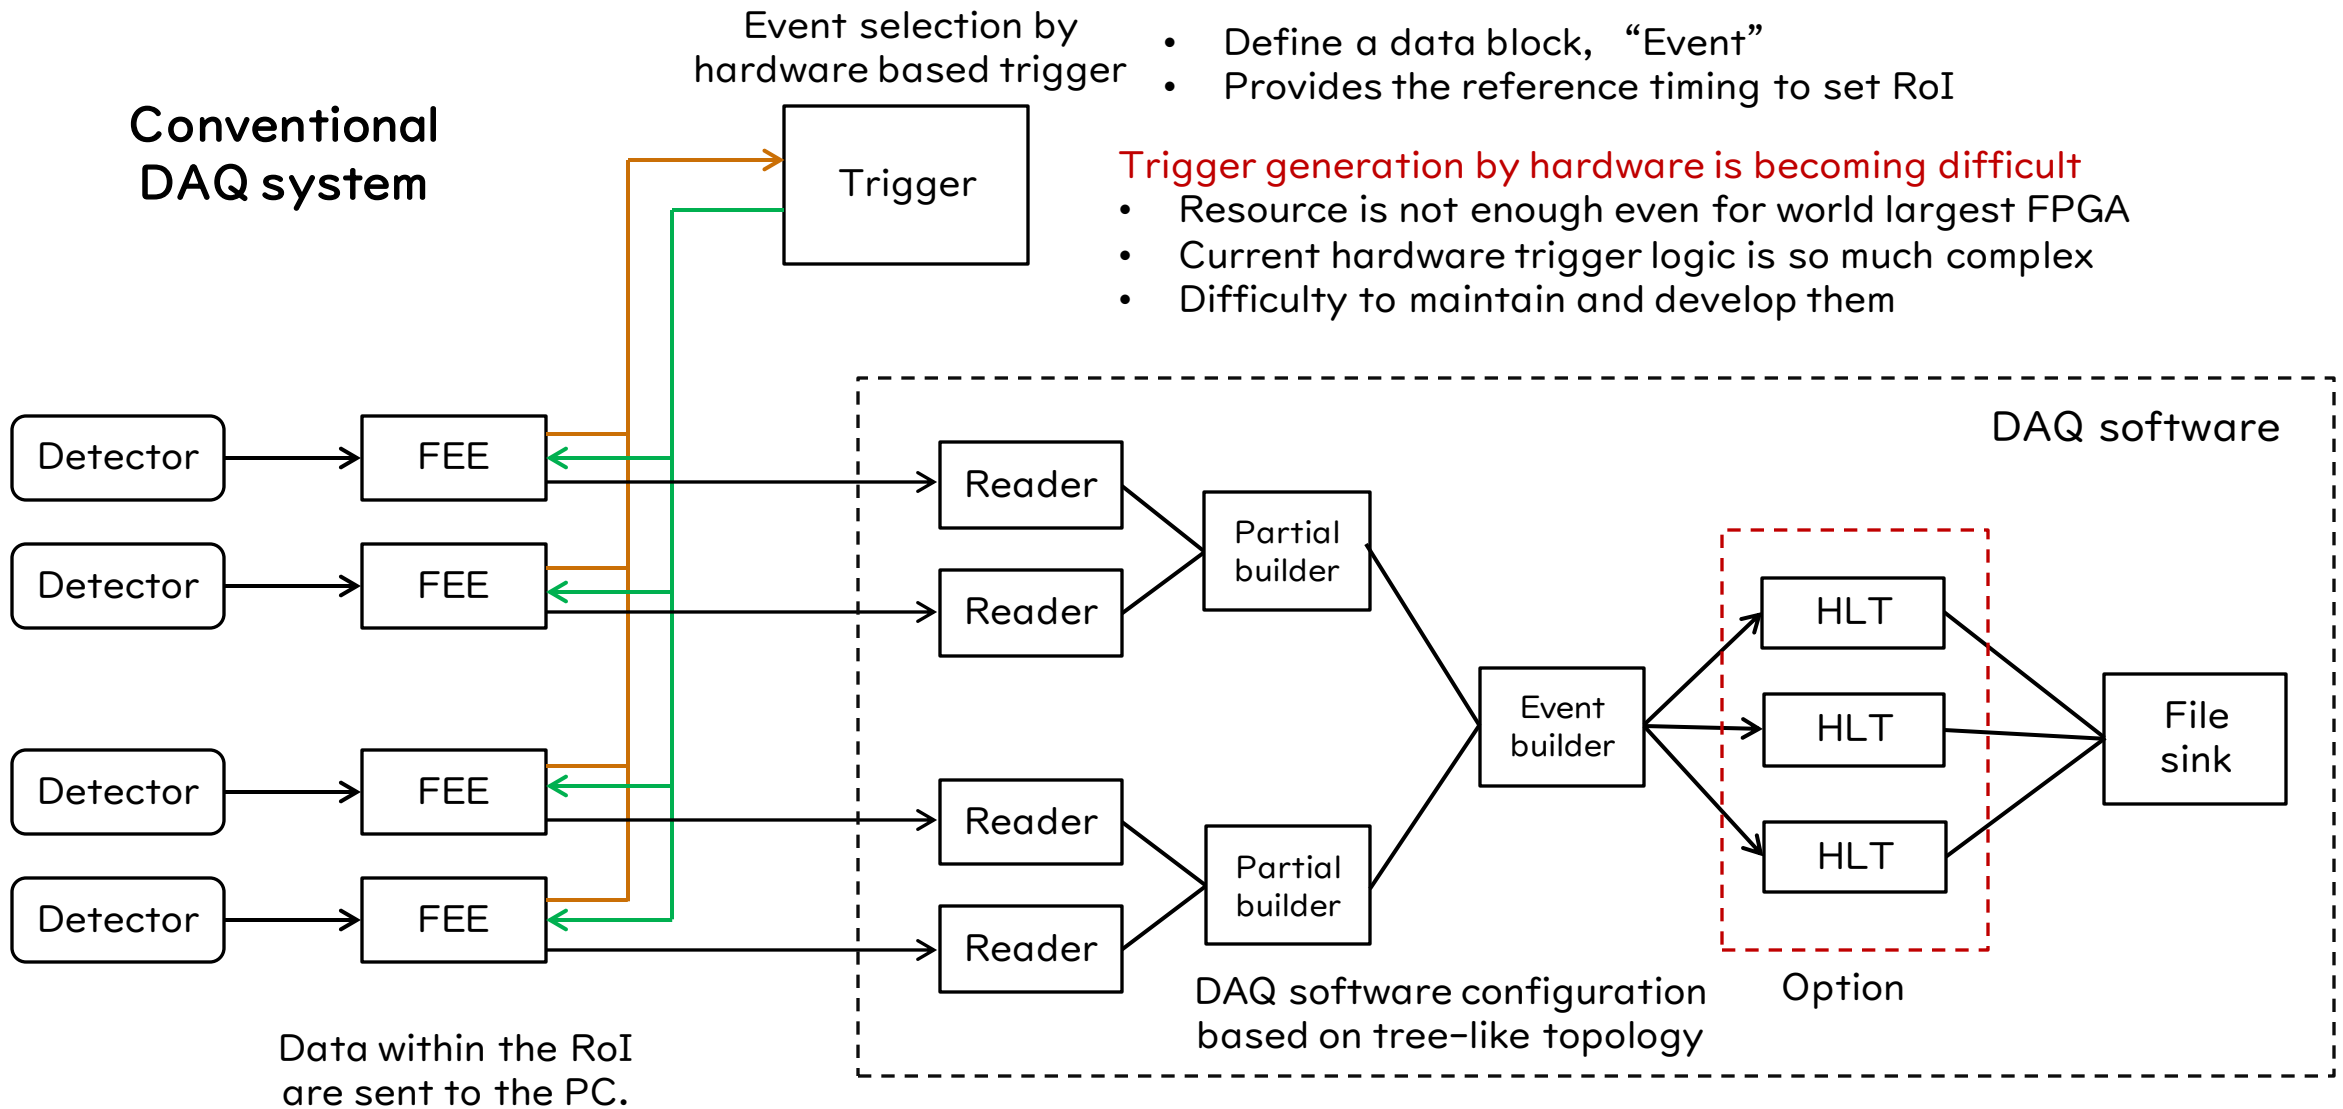 Event selection by
hardware based trigger
• Define a data block, “Event”
• Provides the reference timing to set RoI
Conventional
DAQ system
Trigger
Trigger generation by hardware is becoming difficult
• Resource is not enough even for world largest FPGA
• Current hardware trigger logic is so much complex
• Difficulty to maintain and develop them
DAQ software
Detector
FEE
Reader
Detector
FEE
Reader
Partial
builder
Detector
FEE
Reader
Detector
FEE
Reader
Partial
builder
Event
builder
HLT
HLT
HLT
File
sink
Option
DAQ software configuration
based on tree-like topology
Data within the RoI
are sent to the PC.